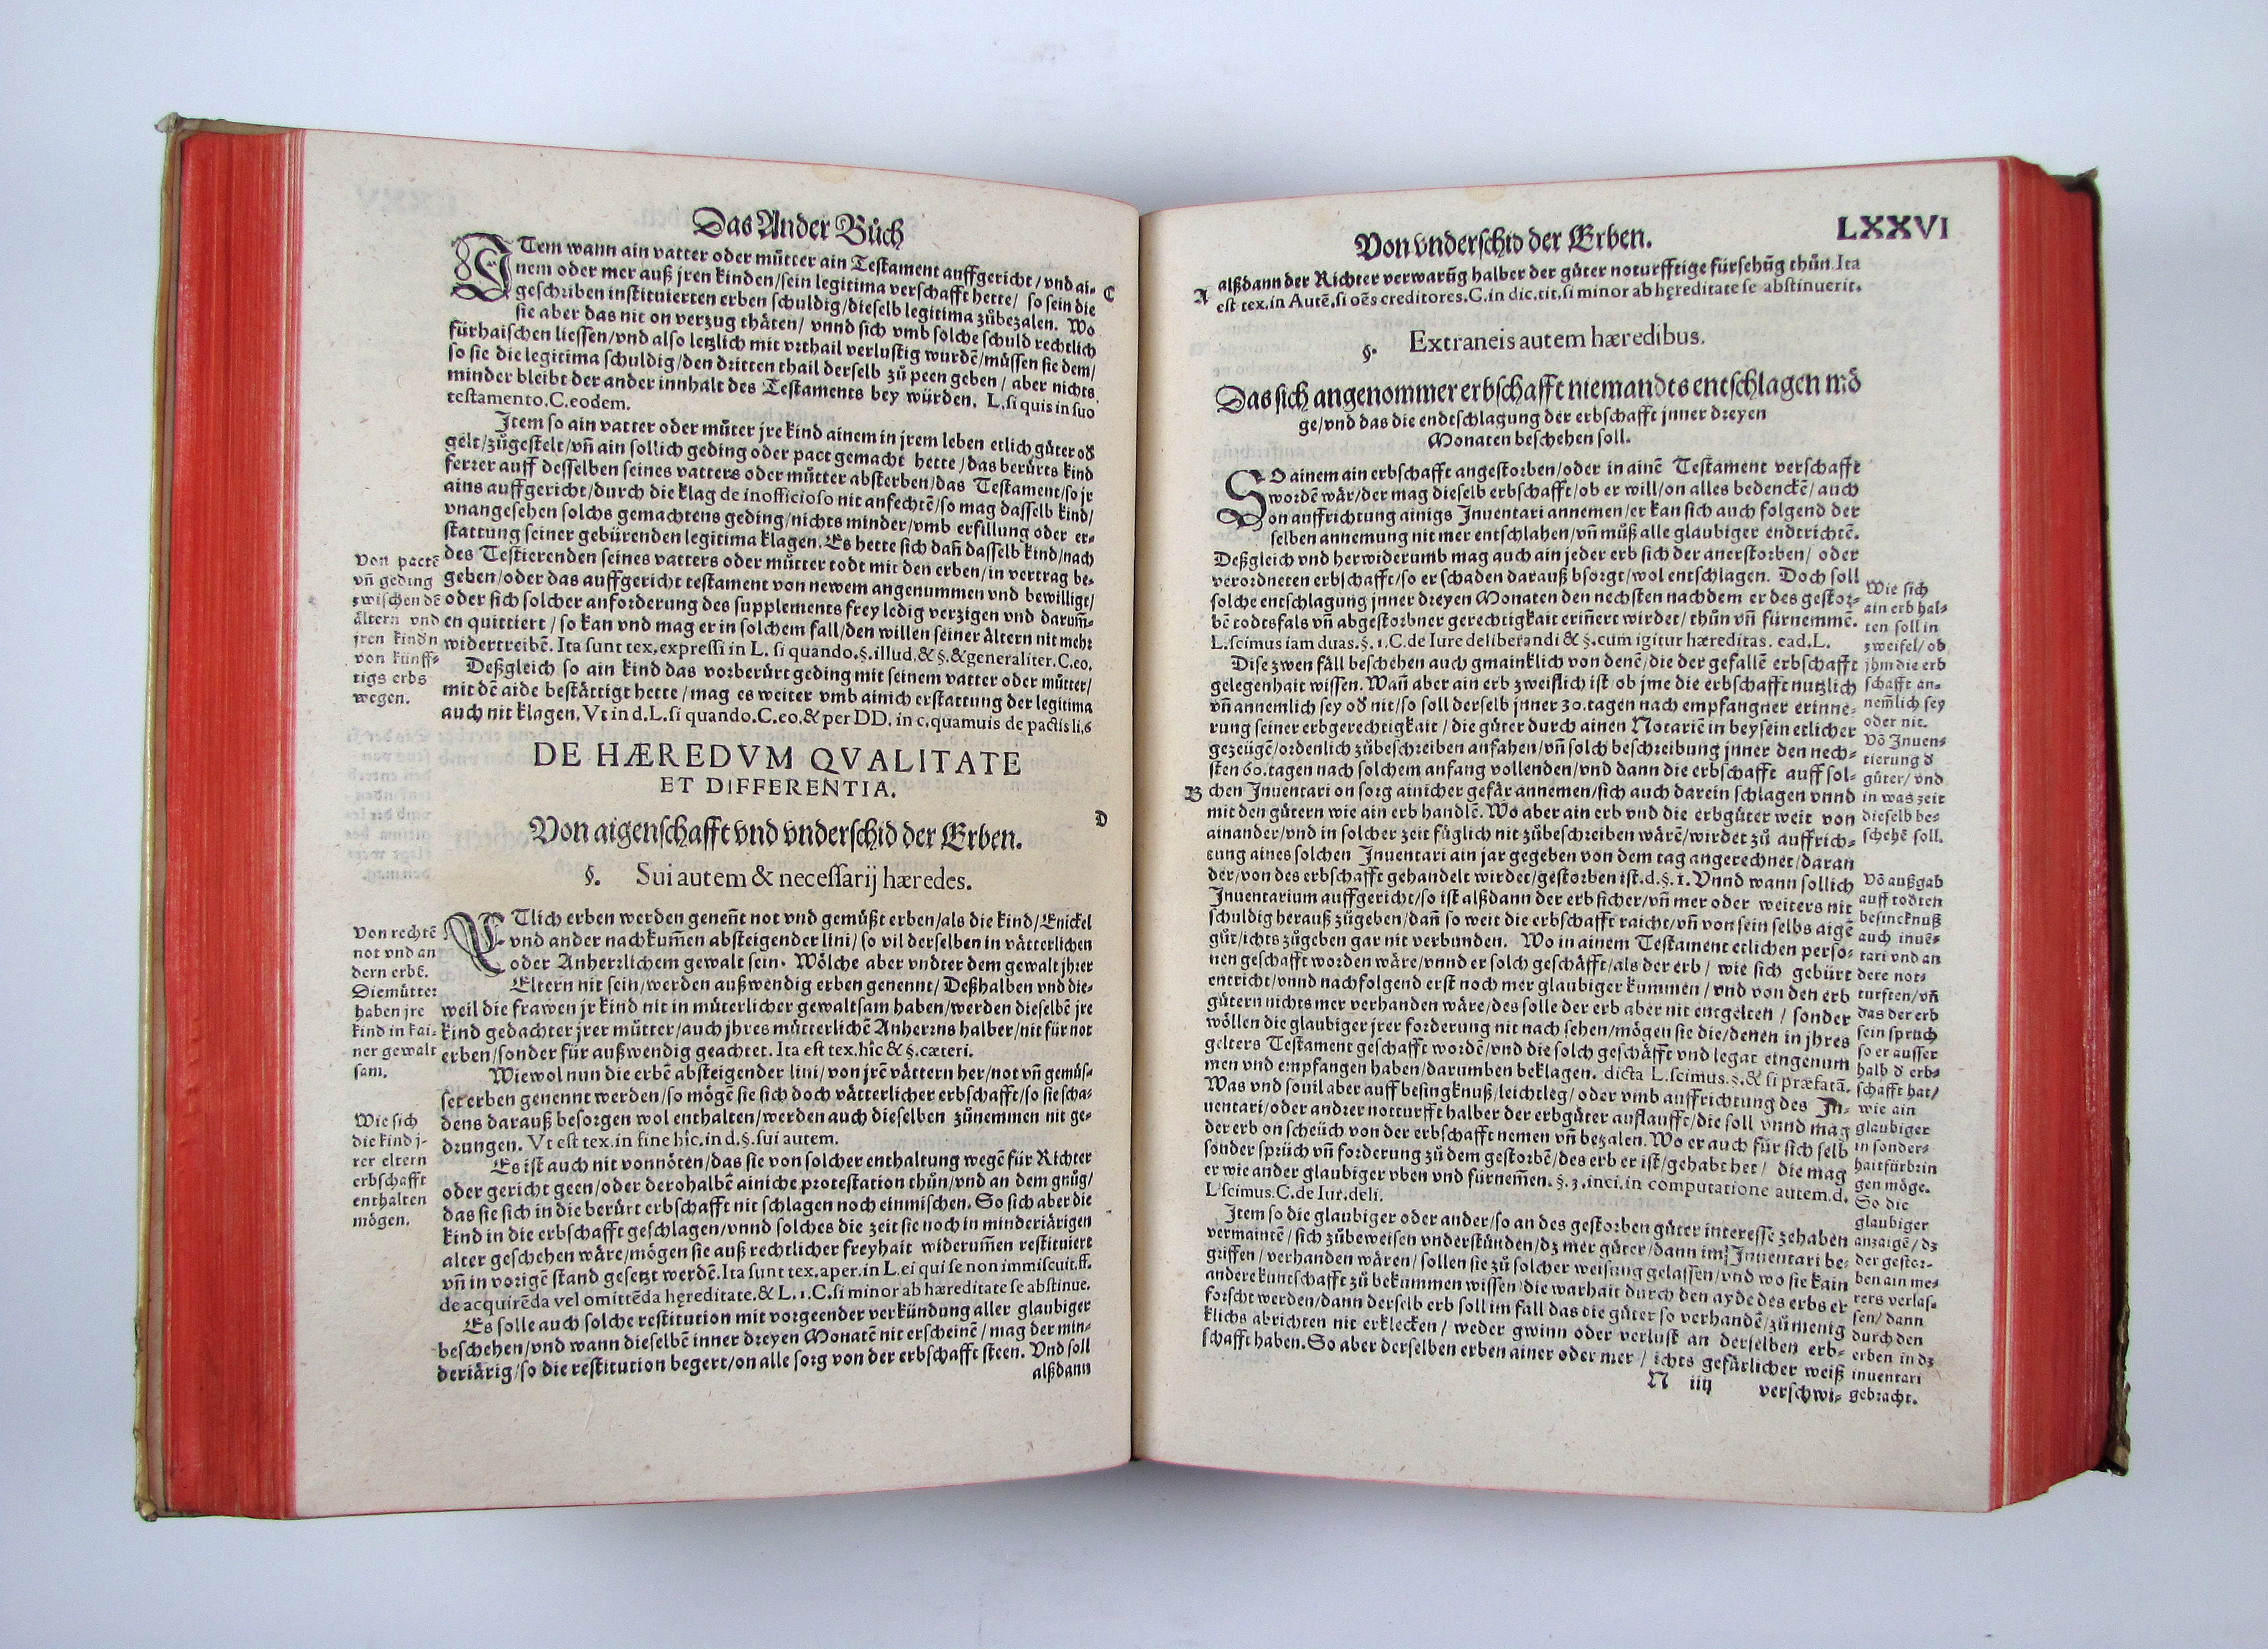 Das Ander Bůch
ITem wann ain vatter oder můtter ain Testament auffgericht / vnd ai-
nem oder mer auß jren kinden/sein legitima verschafft hette/ so sein die
C
geschriben instituierten erben schuldig/dieselb legitima zůbezalen. Wo
sie aber das nit on verzug thäten/ vnnd sich vmb solche schuld rechtlich
fürhaischen liessen/vnd also letzlich mit vrthail verlustig wurdē/müssen sie dem/
so sie die legitima schuldig/den dritten thail derselb zů peen geben / aber nichts
minder bleibt der ander innhalt des Testaments bey würden. L.si quis in suo
testamento.C.eodem.
Item so ain vatter oder můter jre kind ainem in jrem leben etlich güter oď
gelt/zůgestelt/vñ ain sollich geding oder pact gemacht hette /das berürts kind
ferrer auff desselben seines vatters oder můtter absterben/das Testament/so jr
ains auffgericht/durch die klag de inofficioso nit anfechtē/so mag dasselb kind/
vnangesehen solchs gemachtens geding/nichts minder/vmb erfillung oder er-
stattung seiner gebürenden legitima klagen. Es hette sich dañ dasselb kind/nach
des Testierenden seines vatters oder můtter todt mit den erben/in vertrag be-
geben/oder das auffgericht testament von newem angenummen vnd bewilligt/
oder sich solcher anforderung des supplements frey ledig verzigen vnd darum̄-
en quittiert / so kan vnd mag er in solchem fall/den willen seiner ältern nit mehr
widertreibē. Ita sunt tex,expressi in L. si quando.§.illud,&§.&generaliter.C.eo.
Von pactē
vñ geding
zwischen dē
ältern vnd
jren kindn
von künff-
tigs erbs
wegen.
Deßgleich so ain kind das vorberürt geding mit seinem vatter oder můtter/
mit dē aide bestättigt hette / mag es weiter vmb ainich erstattung der legitima
auch nit klagen. Vt in d.L.si quando.C.eo.& per DD. in c.quamuis de pactis li,6
DE HÆREDVM QVALITATE
ET DIFFERENTIA.
Von aigenschafft vnd vnderschid der Erben.
D
§. Sui autem & necessarij hæredes.
ETlich erben werden genent not vnd gemüßt erben/als die kind/Enickel
vnd ander nachkum̄en absteigender lini/ so vil derselben in vätterlichen
oder Anherrlichem gewalt sein. Wölche aber vndter dem gewalt jhrer
Eltern nit sein/werden außwendig erben genennt/ Deßhalben vnd die-
weil die frawen jr kind nit in müterlicher gewaltsam haben/werden dieselbē jre
kind gedachter jrer můtter/auch jhres mütterlichē Anherrns halber/nit für not
erben/sonder für außwendig geachtet. Ita est tex.hîc & §.cæteri.
Von rechtē
not vnd an
dern erbē.
Die mütter
haben jre
kind in kai-
ner gewalt
sam.
Wiewol nun die erbē absteigender lini/von jrē vättern her/not vñ gemüs-
set erben genennt werden/so mögē sie sich doch vätterlicher erbschafft/so sie scha-
dens darauß besorgen wol enthalten/werden auch dieselben zůnemmen nit ge-
drungen. Vt est tex.in fine hîc.in d.§.sui autem.
Es ist auch nit vonnöten/das sie von solcher enthaltung wegē für Richter
oder gericht geen/oder derohalbē ainiche protestation thůn/vnd an dem gnůg/
das sie sich in die berürt erbschafft nit schlagen noch einmischen. So sich aber die
kind in die erbschafft geschlagen/vnnd solches die zeit sie noch in minderiärigen
alter geschehen wäre/mögen sie auß rechtlicher freyhait widerum̄en restituiert
vñ in vorigē stand gesetzt werdē.Ita sunt tex.aper.in L.ei qui se non immiscuit.ff.
de acquirēda vel omittēda hęreditate.& L.1.C.si minor ab hæreditate se abstinue.
Wie sich
die kind j-
rer eltern
erbschafft
enthalten
mögen.
Es solle auch solche restitution mit vorgeender verkündung aller glaubiger
beschehen/vnd wann dieselbē inner dreyen Monatē nit erscheinē / mag der min-
deriärig/so die restitution begert/on alle sorg von der erbschafft steen. Vnd soll
alßdann
Von vnderschid der Erben.
LXXVI
A
alßdann der Richter verwarūg halber der güter noturfftige fürsehūg thůn. Ita
est tex.in Autē.si oēs creditores.C.in dic.tit.si minor ab hęreditate se abstinuerit.
§. Extraneis autem hæredibus.
Das sich angenommer erbschafft niemandts entschlagen mö
ge/vnd das die endtschlagung der erbschafft jnner dreyen
Monaten beschehen soll.
SO ainem ain erbschafft angestorben/oder in ainē Testament verschafft
wordē wär/der mag dieselb erbschafft/ob er will/on alles bedenckē/ auch
on auffrichtung ainigs Inuentari annemen/er kan sich auch folgend der
selben annemung nit mer entschlahen/vñ můß alle glaubiger endtrichtē.
Deßgleich vnd herwiderumb mag auch ain jeder erb sich der anerstorben/ oder
verordneten erbschafft/so er schaden darauß bsorgt/wol entschlagen. Doch soll
solche entschlagung jnner dreyen Monaten den nechsten nachdem er des gestor-
bē todtsfals vñ abgestorbner gerechtigkait eriñert wirdet/ thůn vñ fürnemmē.
L.scimus iam duas.§.1.C.de Iure deliberandi & §.cum igitur hæreditas. ead.L.
Dise zwen fäll beschehen auch gmainklich von denē/die der gefallē erbschafft
gelegenhait wissen. Wañ aber ain erb zweiflich ist/ ob jme die erbschafft nutzlich
vñ annemlich sey oď nit/so soll derselb jnner 30.tagen nach empfangner erinne-
rung seiner erbgerechtigkait / die güter durch ainen Notariē in beysein etlicher
gezeügē/ordenlich zůbeschreiben anfahen/vñ solch beschreibung jnner den nech-
sten 60.tagen nach solchem anfang vollenden/vnd dann die erbschafft auff sol-
B
chen Inuentari on sorg ainicher gefär annemen/sich auch darein schlagen vnnd
mit den gütern wie ain erb handlē. Wo aber ain erb vnd die erbgüter weit von
ainander/vnd in solcher zeit füglich nit zůbeschreiben wärē/wirdet zů auffrich-
tung aines solchen Inuentari ain jar gegeben von dem tag angerechnet/daran
der/von des erbschafft gehandelt wirdet/gestorben ist.d.§.1.Vnnd wann sollich
Inuentarium auffgericht/so ist alßdann der erb sicher/vñ mer oder weiters nit
schuldig herauß zůgeben/dañ so weit die erbschafft raicht/vñ von sein selbs aigē
gůt/ichts zůgeben gar nit verbunden. Wo in ainem Testament etlichen perso-
nen geschafft worden wäre/vnnd er solch geschäfft/als der erb/ wie sich gebürt
entricht/vnnd nachfolgend erst noch mer glaubiger kummen / vnd von den erb
gütern nichts mer verhanden wäre/des solle der erb aber nit entgelten / sonder
wöllen die glaubiger jrer forderung nit nach sehen/mögen sie die/denen in jhres
gelters Testament geschafft wordē/vnd die solch geschäfft vnd legat eingenum
men vnd empfangen haben/darumben beklagen. dicta L.scimus.§.& si præfatā.
Was vnd souil aber auff besingknuß/leichtleg/ oder vmb auffrichtung des In-
uentari/oder andrer notturfft halber der erbgüter auflaufft/die soll vnnd mag
der erb on scheüch von der erbschafft nemen vñ bezalen. Wo er auch für sich selb
sonder sprüch vñ forderung zů dem gestorbē/des erb er ist/gehabt het/ die mag
er wie ander glaubiger vben vnd fürnem̄en. §.3.inci.in computatione autem.d.
L'scimus.C.de Iur.deli.
Wie sich
ain erb hal-
ten soll in
zweifel/ ob
jhm die erb
schafft an-
nem̄lich sey
oder nit.
Vō Inuen-
tierung ď
güter/ vnd
in was zeit
dieselb be-
schehē soll.
Vō außgab
auff todten
besincknuß
auch inuē-
tari vnd an
dere not-
turfften/vñ
das der erb
sein spruch
so er ausser
halb ď erb-
schafft hat/
wie ain
glaubiger
in sonder-
hait fürbrin
gen möge.
Item so die glaubiger oder ander/so an des gestorben güter interesse zehaben
vermaintē / sich zůbeweisen vnderstünden/dz mer güter/dann im Inuentari be-
griffen / verhanden wären / sollen sie zů solcher weisung gelassen/vnd wo sie kain
andere kuntschafft zů bekummen wissen/die warhait durch den ayde des erbs er
forscht werden/dann derselb erb soll im fall das die güter so verhandē/zůmenig
klichs abrichten nit erklecken / weder gwinn oder verlust an derselben erb-
schafft haben. So aber derselben erben ainer oder mer / ichts gefärlicher weiß
So die
glaubiger
anzaigē / dz
der gestor-
ben ain me-
rers verlas-
sen/ dann
durch den
erben in dz
inuentari
gebracht.
N iiij
verschwi-